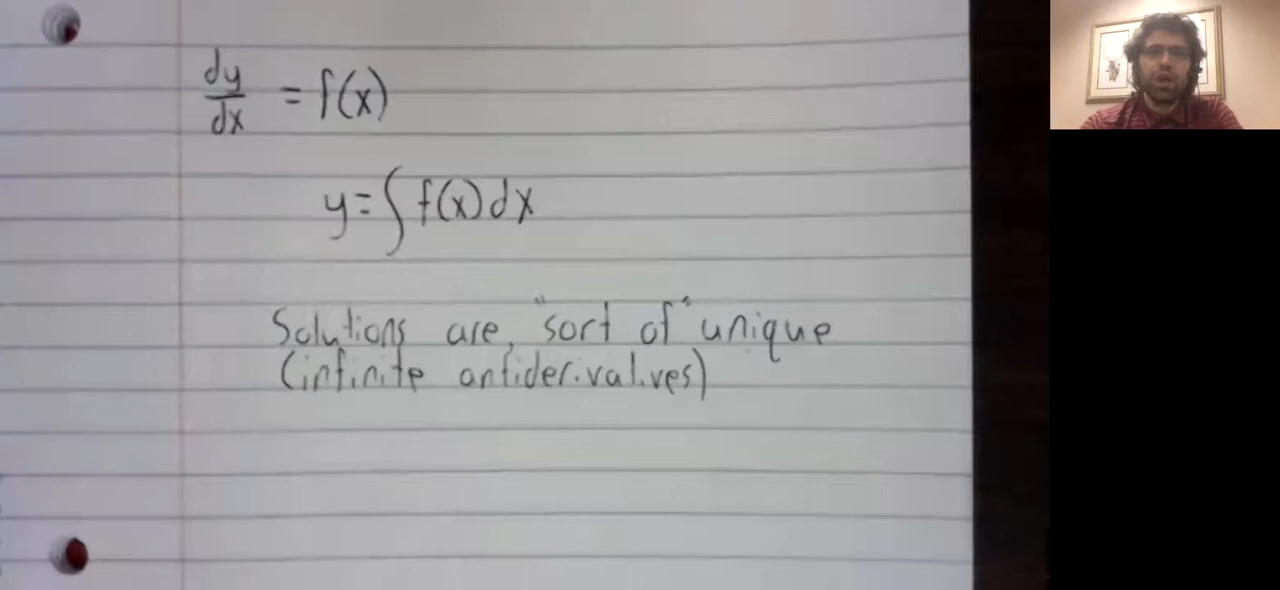 dy/dx = f(x)
y = ∫ f(x) dx
Solutions are "sort of" unique
(infinite antiderivatives)